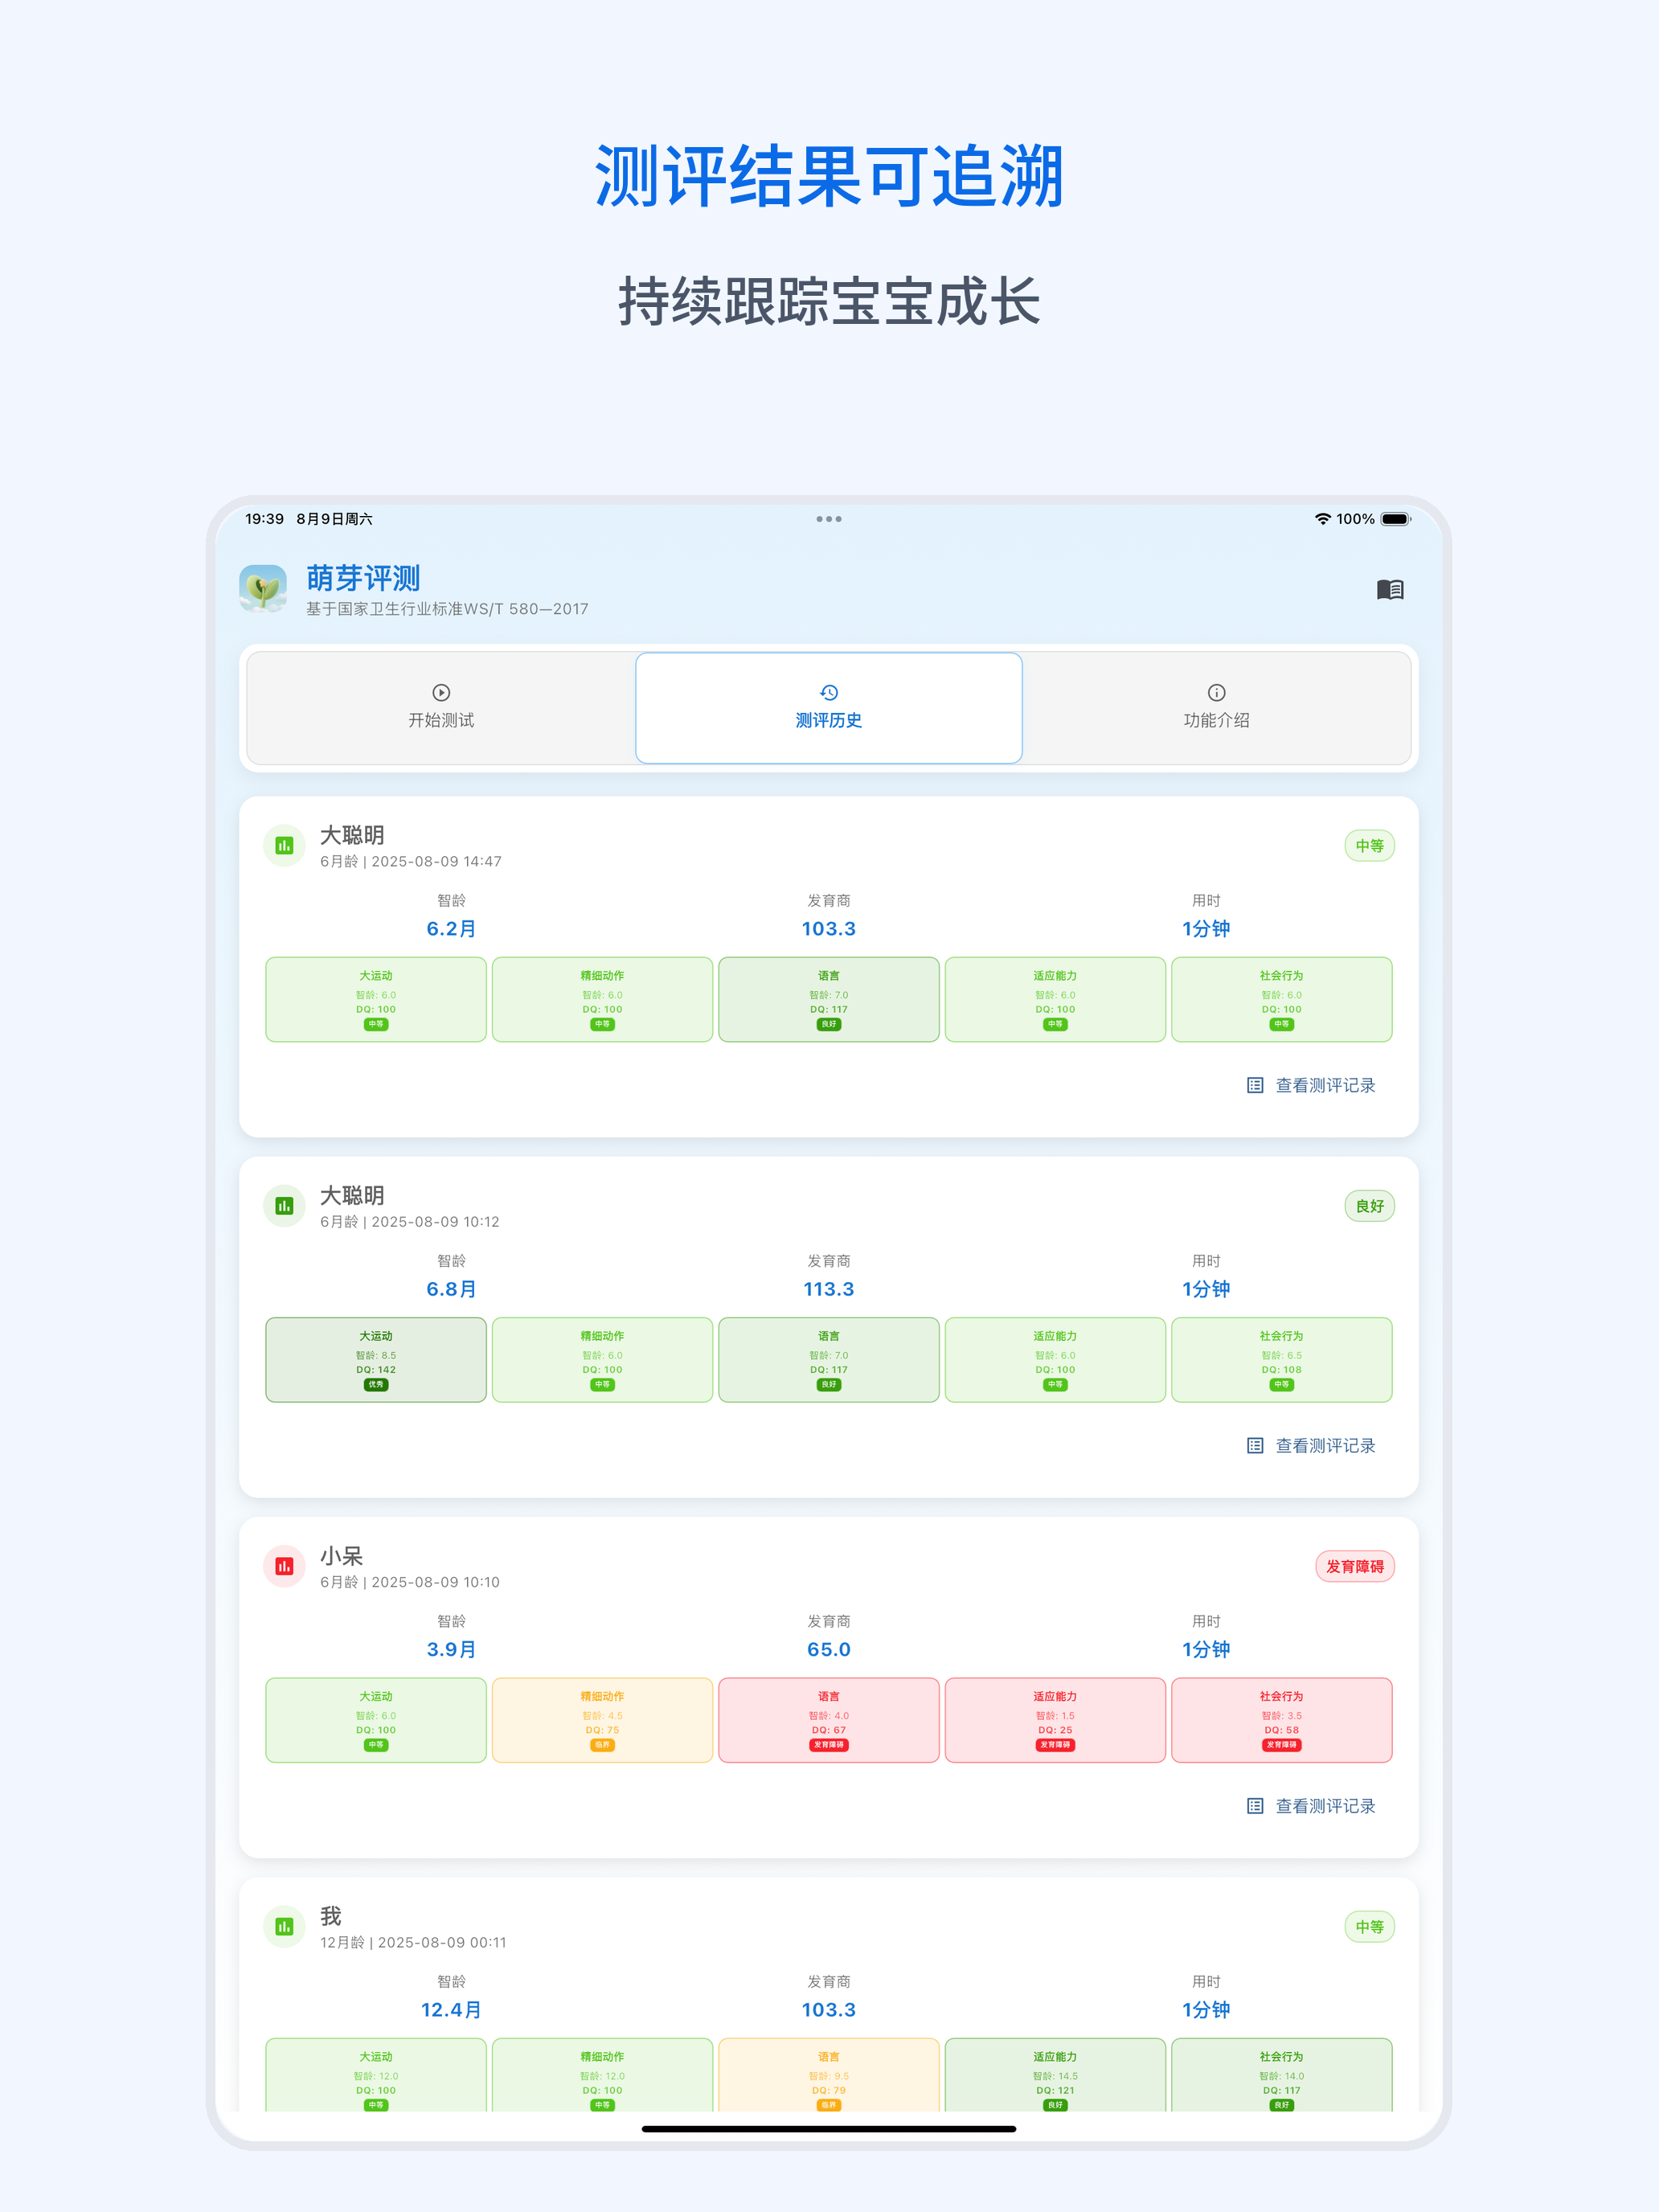 测评结果可追溯
持续跟踪宝宝成长
19:39 8月9日周六
100%
萌芽评测
基于国家卫生行业标准WS/T 580—2017
开始测试 测评历史 功能介绍
大聪明
中等
6月龄 | 2025-08-09 14:47
智龄 发育商 用时
6.2月 103.3 1分钟
大运动 精细动作 语言 适应能力 社会行为
智龄: 6.0 智龄: 6.0 智龄: 7.0 智龄: 6.0 智龄: 6.0
DQ: 100 DQ: 100 DQ: 117 DQ: 100 DQ: 100
中等 中等 良好 中等 中等
查看测评记录
大聪明
良好
6月龄 | 2025-08-09 10:12
智龄 发育商 用时
6.8月 113.3 1分钟
大运动 精细动作 语言 适应能力 社会行为
智龄: 8.5 智龄: 6.0 智龄: 7.0 智龄: 6.0 智龄: 6.5
DQ: 142 DQ: 100 DQ: 117 DQ: 100 DQ: 108
优秀 中等 良好 中等 中等
查看测评记录
小呆
发育障碍
6月龄 | 2025-08-09 10:10
智龄 发育商 用时
3.9月 65.0 1分钟
大运动 精细动作 语言 适应能力 社会行为
智龄: 6.0 智龄: 4.5 智龄: 4.0 智龄: 1.5 智龄: 3.5
DQ: 100 DQ: 75 DQ: 67 DQ: 25 DQ: 58
中等 临界 发育障碍 发育障碍 发育障碍
查看测评记录
我
中等
12月龄 | 2025-08-09 00:11
智龄 发育商 用时
12.4月 103.3 1分钟
大运动 精细动作 语言 适应能力 社会行为
智龄: 12.0 智龄: 12.0 智龄: 9.5 智龄: 14.5 智龄: 14.0
DQ: 100 DQ: 100 DQ: 79 DQ: 121 DQ: 117
中等 中等 临界 良好 良好